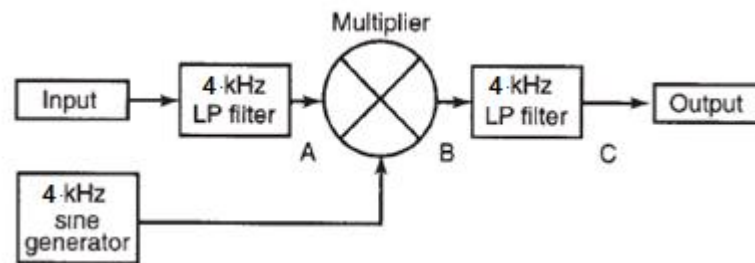 Multiplier
Input
4·kHz
LP filter
4·kHz
LP filter
Output
A
B
C
4·kHz
sine
generator